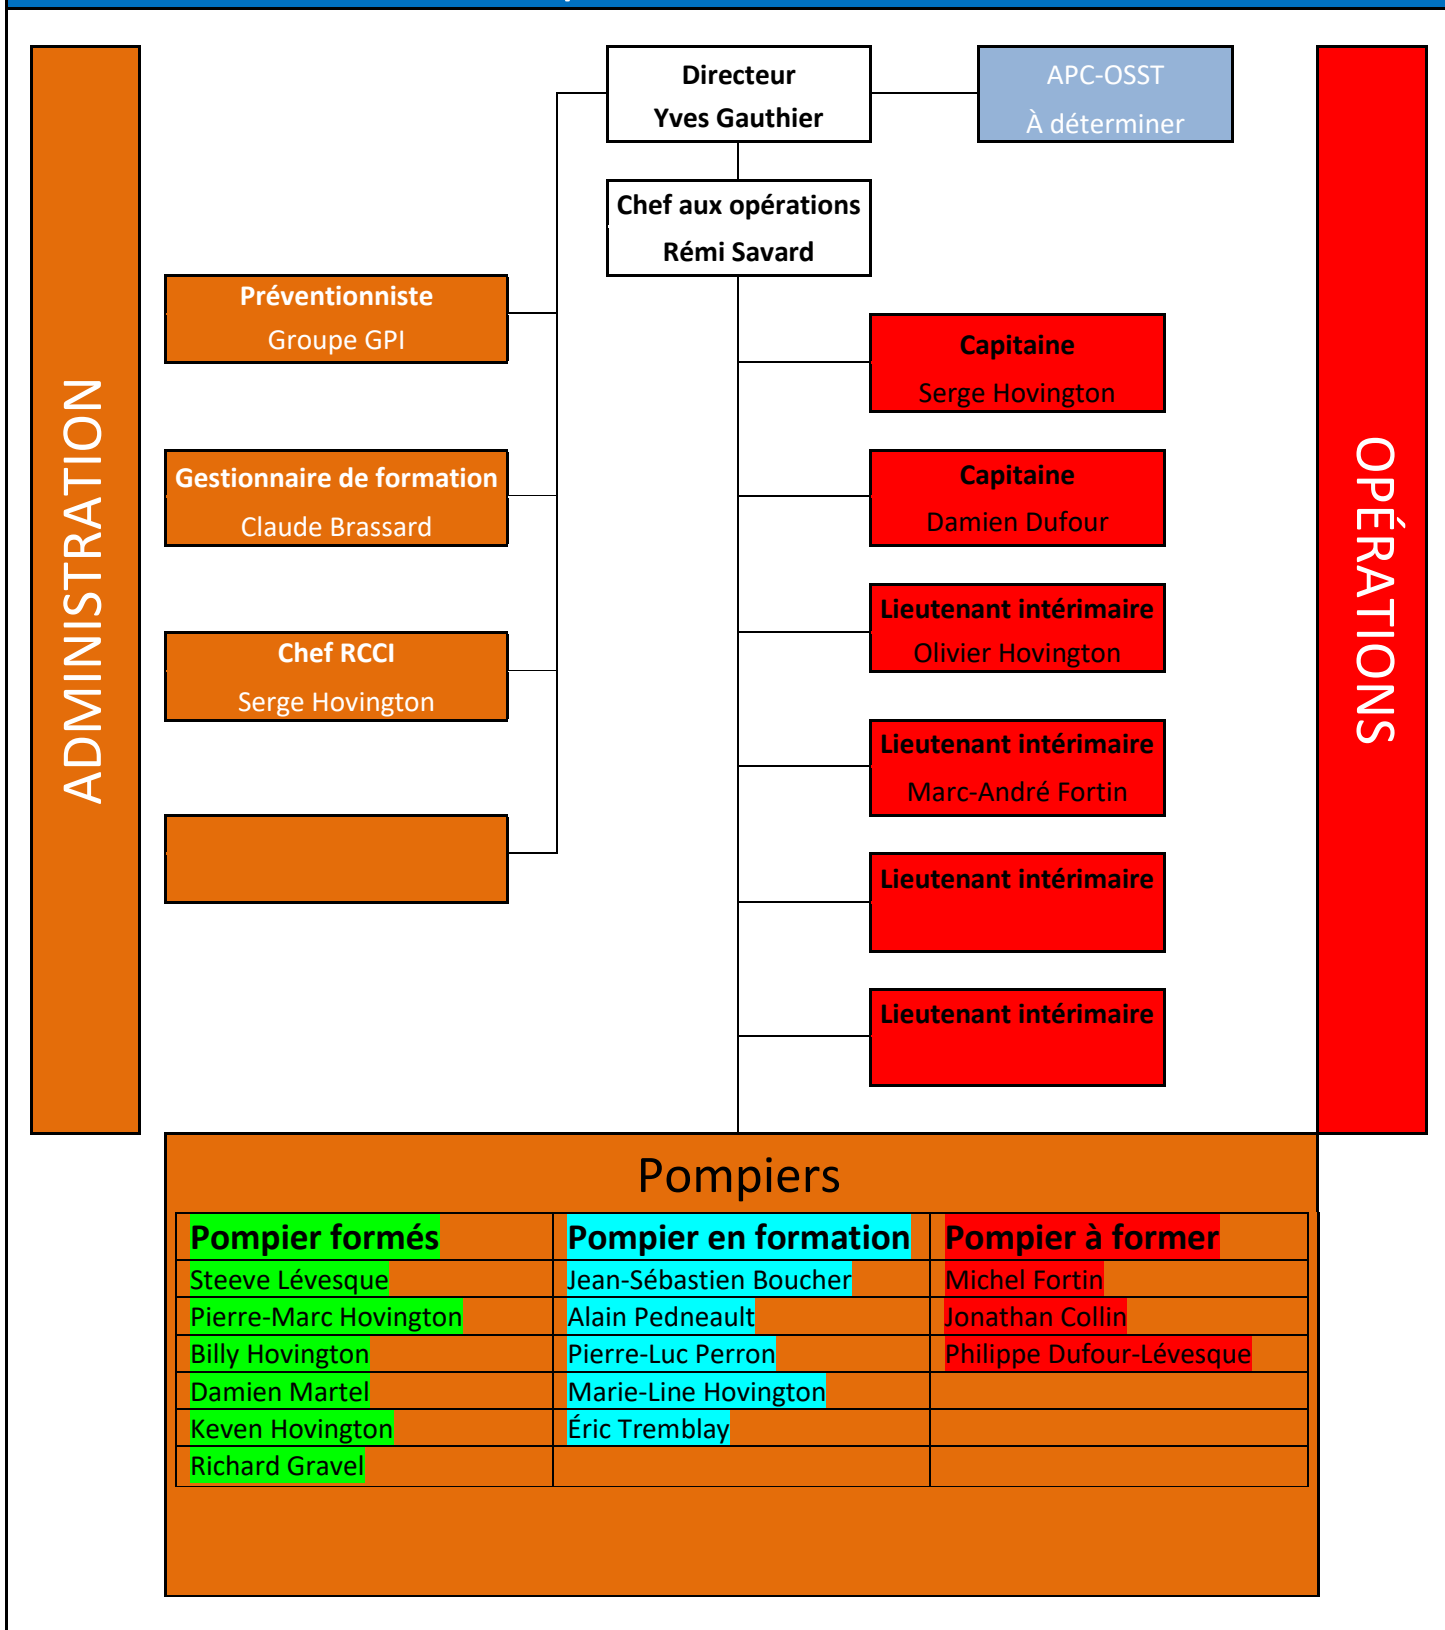 Directeur
Yves Gauthier
APC-OSST
À déterminer
Chef aux opérations
Rémi Savard
ADMINISTRATION
Préventionniste
Groupe GPI
Gestionnaire de formation
Claude Brassard
Chef RCCI
Serge Hovington
Capitaine
Serge Hovington
Capitaine
Damien Dufour
Lieutenant intérimaire
Olivier Hovington
Lieutenant intérimaire
Marc-André Fortin
Lieutenant intérimaire
Lieutenant intérimaire
OPÉRATIONS
Pompiers
Pompier formés Pompier en formation Pompier à former
Steeve Lévesque Jean-Sébastien Boucher Michel Fortin
Pierre-Marc Hovington Alain Pedneault Jonathan Collin
Billy Hovington Pierre-Luc Perron Philippe Dufour-Lévesque
Damien Martel Marie-Line Hovington
Keven Hovington Éric Tremblay
Richard Gravel